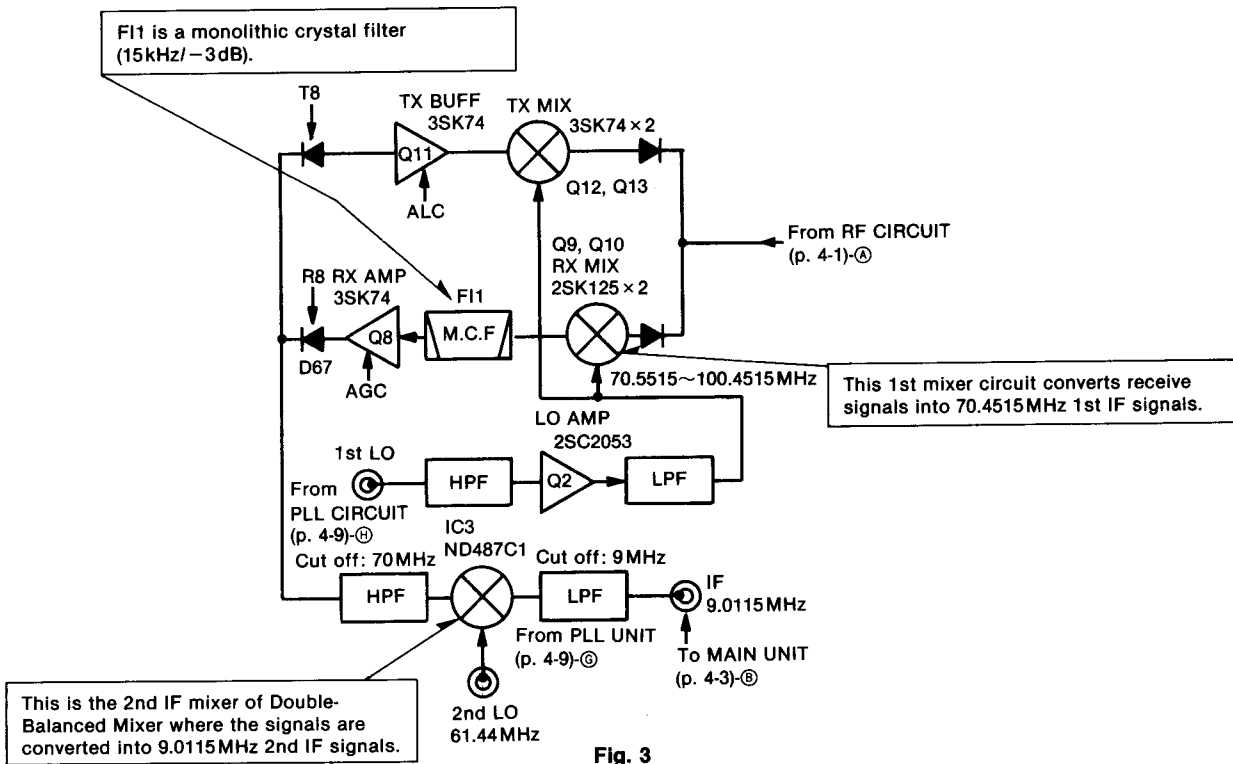 FI1 is a monolithic crystal filter
(15kHz/−3dB).
T8
TX BUFF
3SK74
TX MIX
3SK74×2
Q11
Q12, Q13
ALC
From RF CIRCUIT
(p. 4-1)-Ⓐ
Q9, Q10
RX MIX
2SK125×2
R8 RX AMP
3SK74
FI1
Q8
M.C.F
D67
AGC
70.5515～100.4515MHz
This 1st mixer circuit converts receive
signals into 70.4515MHz 1st IF signals.
LO AMP
2SC2053
1st LO
HPF
Q2
LPF
From
PLL CIRCUIT
(p. 4-9)-Ⓗ
IC3
ND487C1
Cut off: 70MHz
Cut off: 9MHz
HPF
LPF
IF
9.0115MHz
From PLL UNIT
(p. 4-9)-Ⓖ
To MAIN UNIT
(p. 4-3)-Ⓑ
This is the 2nd IF mixer of Double-
Balanced Mixer where the signals are
converted into 9.0115MHz 2nd IF signals.
2nd LO
61.44MHz
Fig. 3